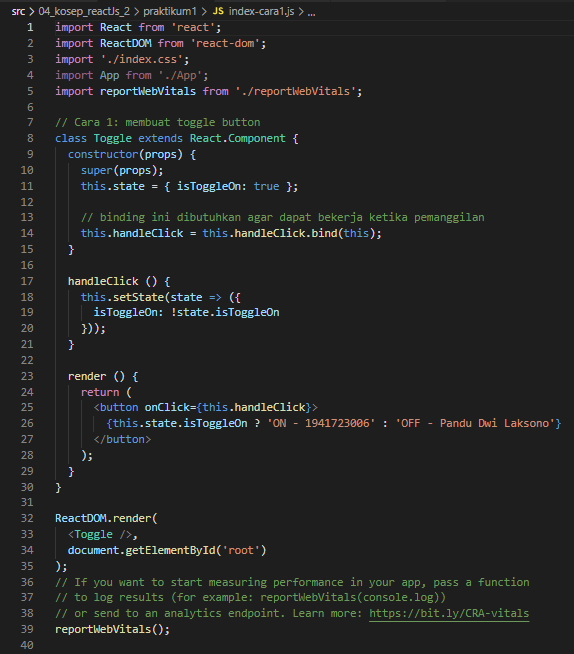 src > 04_kosep_reactJs_2 > praktikum1 > JS index-cara1.js > ...
1 import React from 'react';
2 import ReactDOM from 'react-dom';
3 import './index.css';
4 import App from './App';
5 import reportWebVitals from './reportWebVitals';
6
7 // Cara 1: membuat toggle button
8 class Toggle extends React.Component {
9 constructor(props) {
10 super(props);
11 this.state = { isToggleOn: true };
12
13 // binding ini dibutuhkan agar dapat bekerja ketika pemanggilan
14 this.handleClick = this.handleClick.bind(this);
15 }
16
17 handleClick () {
18 this.setState(state => ({
19 isToggleOn: !state.isToggleOn
20 }));
21 }
22
23 render () {
24 return (
25 <button onClick={this.handleClick}>
26 {this.state.isToggleOn ? 'ON - 1941723006' : 'OFF - Pandu Dwi Laksono'}
27 </button>
28 );
29 }
30 }
31
32 ReactDOM.render(
33 <Toggle />,
34 document.getElementById('root')
35 );
36 // If you want to start measuring performance in your app, pass a function
37 // to log results (for example: reportWebVitals(console.log))
38 // or send to an analytics endpoint. Learn more: https://bit.ly/CRA-vitals
39 reportWebVitals();
40